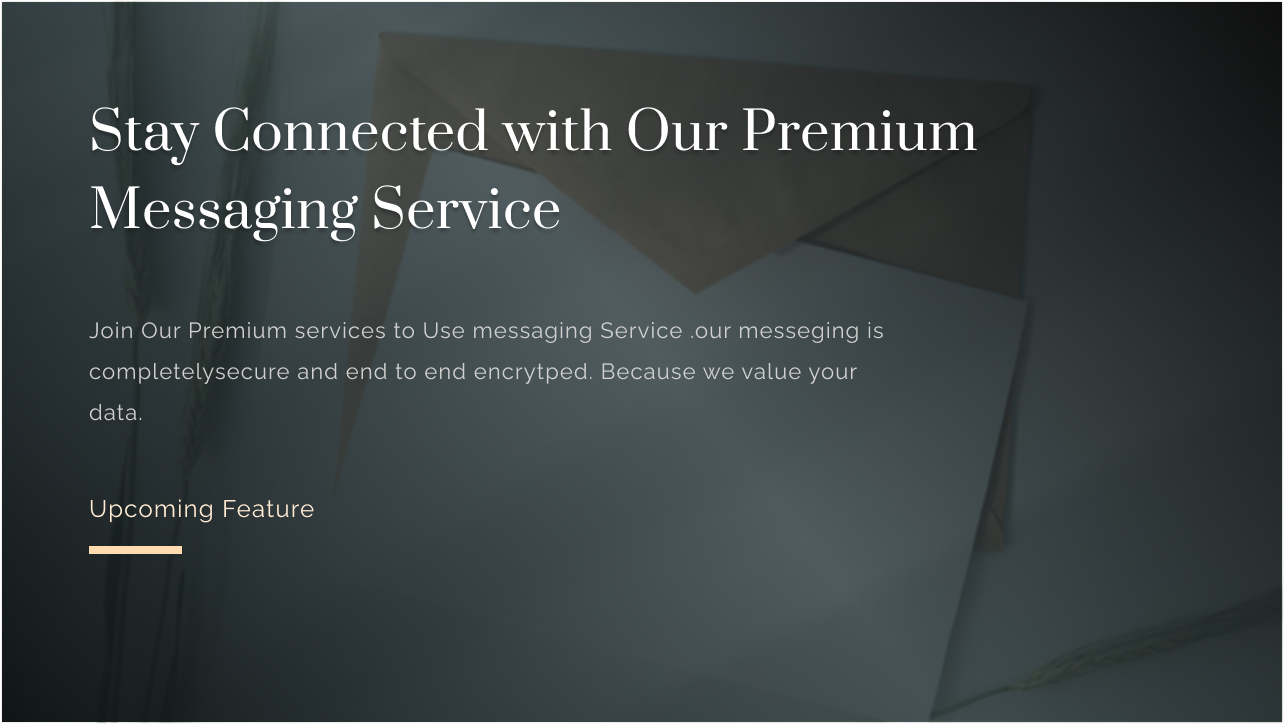 Stay Connected with Our Premium
Messaging Service
Join Our Premium services to Use messaging Service .our messeging is
completelysecure and end to end encrytped. Because we value your
data.
Upcoming Feature